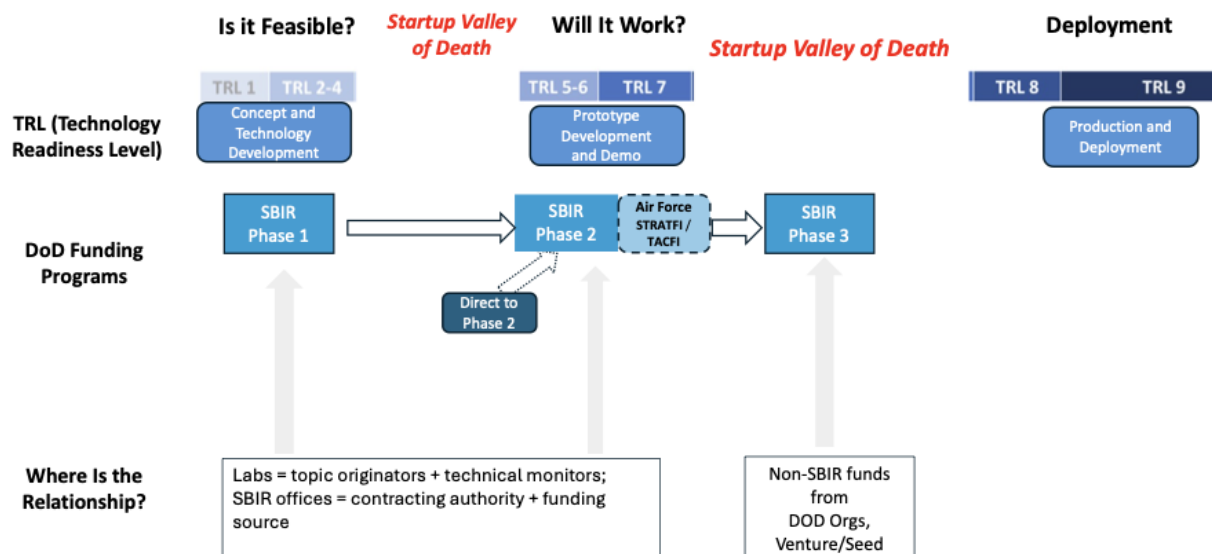 Is it Feasible?
Startup Valley
of Death
Will It Work?
Startup Valley of Death
Deployment
TRL 1
TRL 2-4
TRL 5-6
TRL 7
TRL 8
TRL 9
TRL (Technology
Readiness Level)
Concept and
Technology
Development
Prototype
Development
and Demo
Production and
Deployment
DoD Funding
Programs
SBIR
Phase 1
SBIR
Phase 2
Air Force
STRATFI /
TACFI
SBIR
Phase 3
Direct to
Phase 2
Where Is the
Relationship?
Labs = topic originators + technical monitors;
SBIR offices = contracting authority + funding
source
Non-SBIR funds
from
DOD Orgs,
Venture/Seed